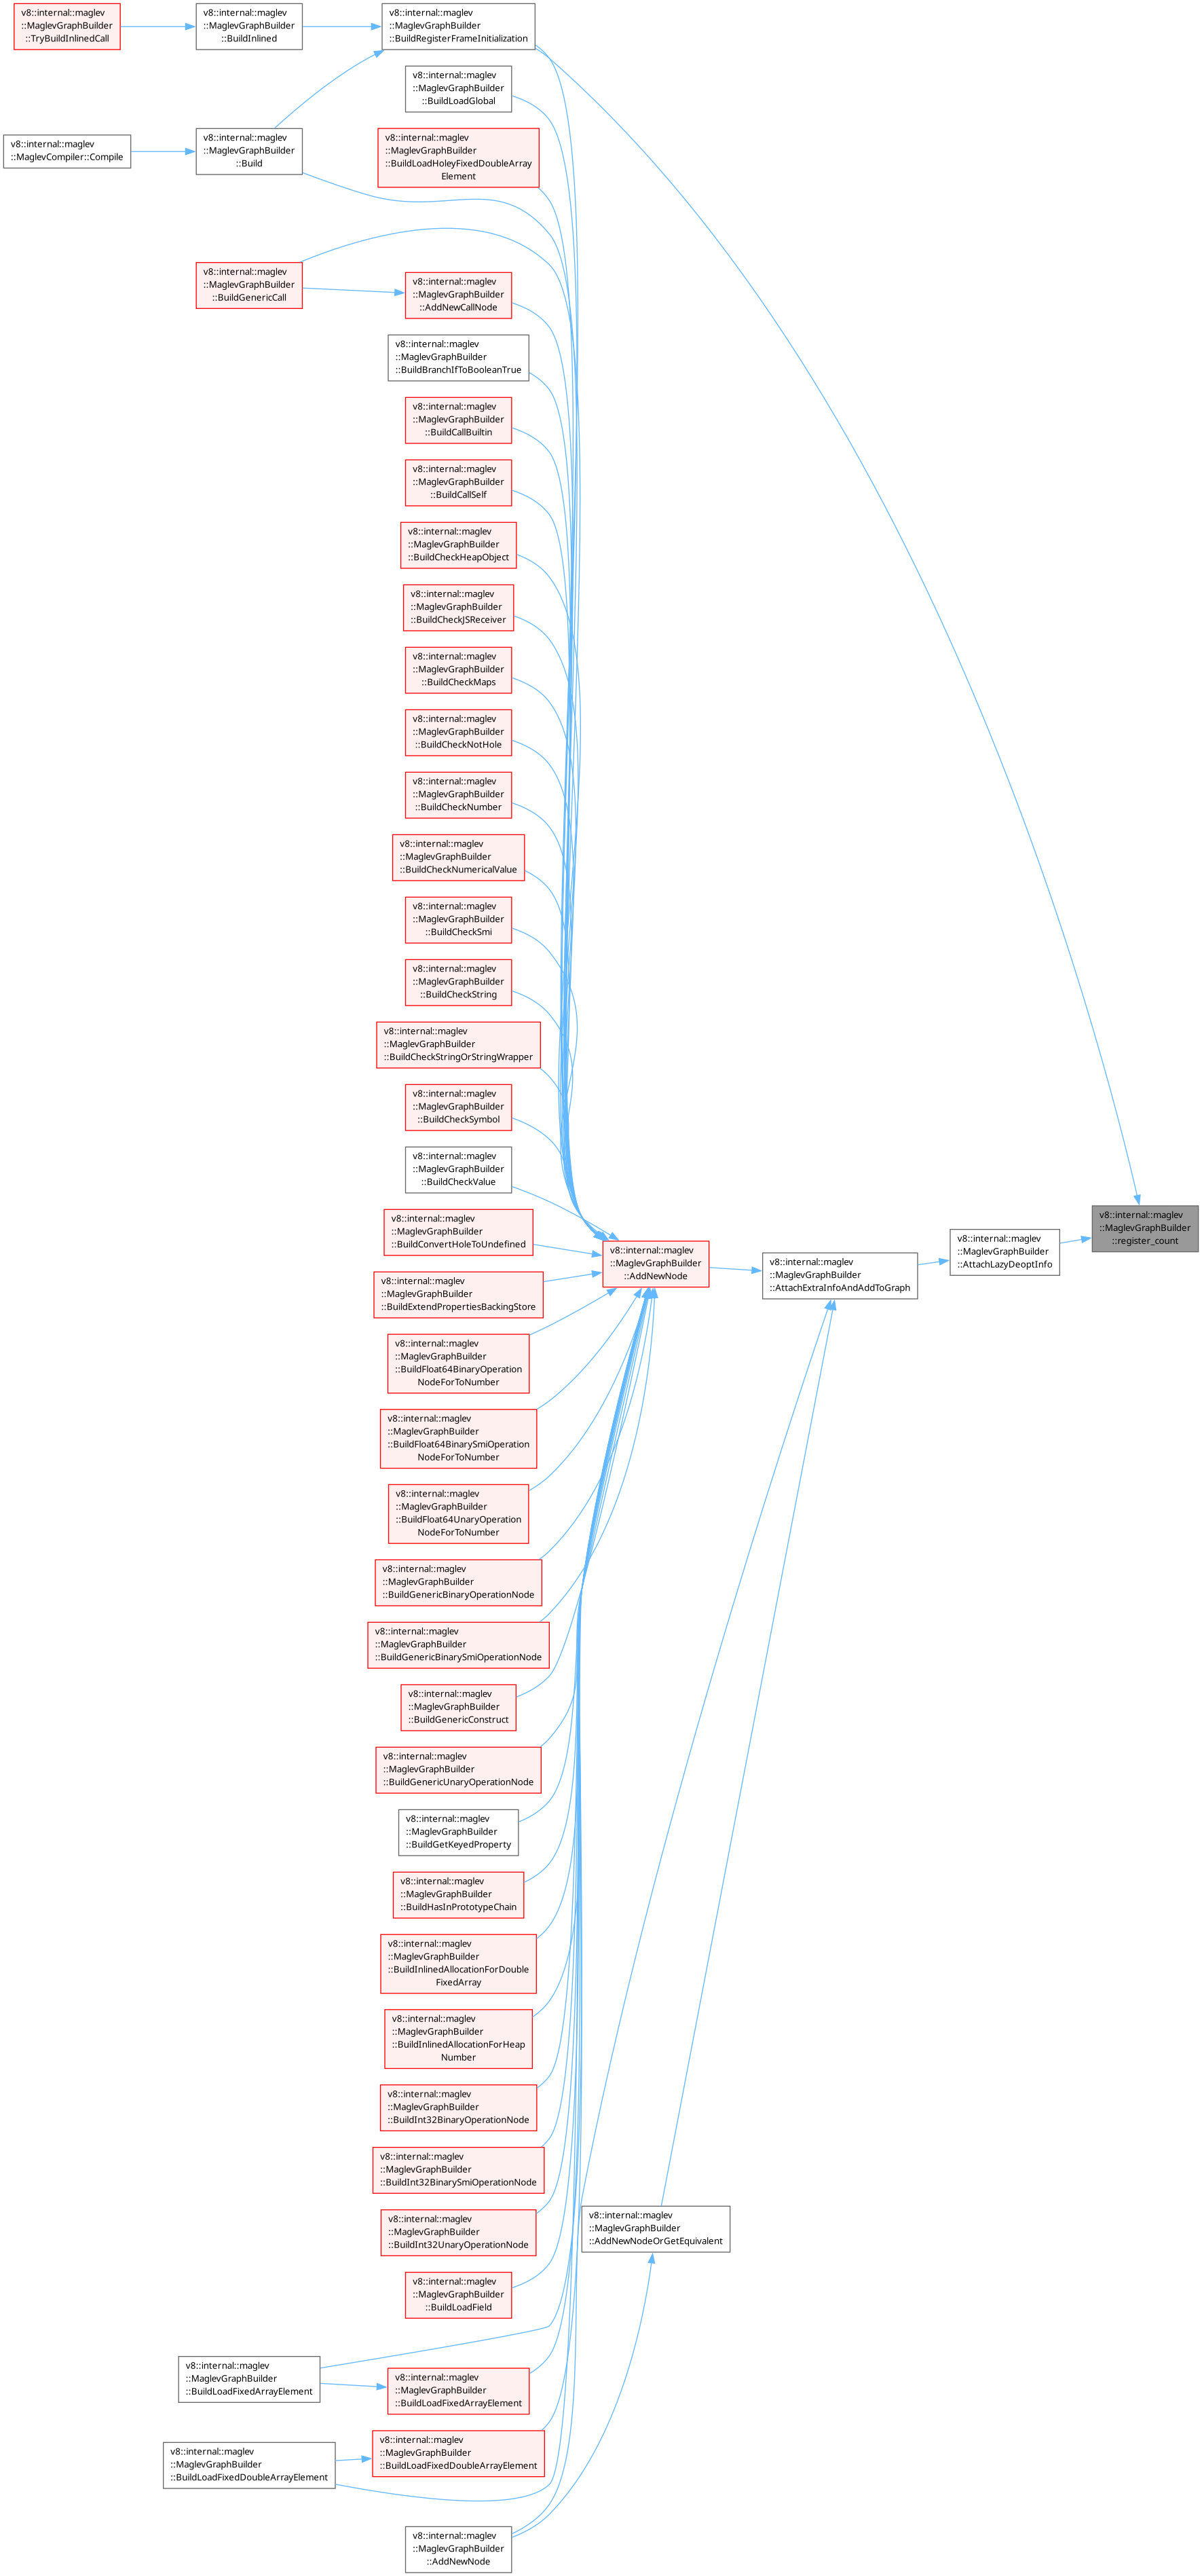 v8::internal::maglev
::MaglevGraphBuilder
::TryBuildInlinedCall
v8::internal::maglev
::MaglevGraphBuilder
::BuildInlined
v8::internal::maglev
::MaglevGraphBuilder
::BuildRegisterFrameInitialization
v8::internal::maglev
::MaglevGraphBuilder
::BuildLoadGlobal
v8::internal::maglev
::MaglevCompiler::Compile
v8::internal::maglev
::MaglevGraphBuilder
::Build
v8::internal::maglev
::MaglevGraphBuilder
::BuildLoadHoleyFixedDoubleArray
Element
v8::internal::maglev
::MaglevGraphBuilder
::BuildGenericCall
v8::internal::maglev
::MaglevGraphBuilder
::AddNewCallNode
v8::internal::maglev
::MaglevGraphBuilder
::BuildBranchIfToBooleanTrue
v8::internal::maglev
::MaglevGraphBuilder
::BuildCallBuiltin
v8::internal::maglev
::MaglevGraphBuilder
::BuildCallSelf
v8::internal::maglev
::MaglevGraphBuilder
::BuildCheckHeapObject
v8::internal::maglev
::MaglevGraphBuilder
::BuildCheckJSReceiver
v8::internal::maglev
::MaglevGraphBuilder
::BuildCheckMaps
v8::internal::maglev
::MaglevGraphBuilder
::BuildCheckNotHole
v8::internal::maglev
::MaglevGraphBuilder
::BuildCheckNumber
v8::internal::maglev
::MaglevGraphBuilder
::BuildCheckNumericalValue
v8::internal::maglev
::MaglevGraphBuilder
::BuildCheckSmi
v8::internal::maglev
::MaglevGraphBuilder
::BuildCheckString
v8::internal::maglev
::MaglevGraphBuilder
::BuildCheckStringOrStringWrapper
v8::internal::maglev
::MaglevGraphBuilder
::BuildCheckSymbol
v8::internal::maglev
::MaglevGraphBuilder
::BuildCheckValue
v8::internal::maglev
::MaglevGraphBuilder
::BuildConvertHoleToUndefined
v8::internal::maglev
::MaglevGraphBuilder
::AddNewNode
v8::internal::maglev
::MaglevGraphBuilder
::AttachExtraInfoAndAddToGraph
v8::internal::maglev
::MaglevGraphBuilder
::AttachLazyDeoptInfo
v8::internal::maglev
::MaglevGraphBuilder
::register_count
v8::internal::maglev
::MaglevGraphBuilder
::BuildExtendPropertiesBackingStore
v8::internal::maglev
::MaglevGraphBuilder
::BuildFloat64BinaryOperation
NodeForToNumber
v8::internal::maglev
::MaglevGraphBuilder
::BuildFloat64BinarySmiOperation
NodeForToNumber
v8::internal::maglev
::MaglevGraphBuilder
::BuildFloat64UnaryOperation
NodeForToNumber
v8::internal::maglev
::MaglevGraphBuilder
::BuildGenericBinaryOperationNode
v8::internal::maglev
::MaglevGraphBuilder
::BuildGenericBinarySmiOperationNode
v8::internal::maglev
::MaglevGraphBuilder
::BuildGenericConstruct
v8::internal::maglev
::MaglevGraphBuilder
::BuildGenericUnaryOperationNode
v8::internal::maglev
::MaglevGraphBuilder
::BuildGetKeyedProperty
v8::internal::maglev
::MaglevGraphBuilder
::BuildHasInPrototypeChain
v8::internal::maglev
::MaglevGraphBuilder
::BuildInlinedAllocationForDouble
FixedArray
v8::internal::maglev
::MaglevGraphBuilder
::BuildInlinedAllocationForHeap
Number
v8::internal::maglev
::MaglevGraphBuilder
::BuildInt32BinaryOperationNode
v8::internal::maglev
::MaglevGraphBuilder
::BuildInt32BinarySmiOperationNode
v8::internal::maglev
::MaglevGraphBuilder
::BuildInt32UnaryOperationNode
v8::internal::maglev
::MaglevGraphBuilder
::AddNewNodeOrGetEquivalent
v8::internal::maglev
::MaglevGraphBuilder
::BuildLoadField
v8::internal::maglev
::MaglevGraphBuilder
::BuildLoadFixedArrayElement
v8::internal::maglev
::MaglevGraphBuilder
::BuildLoadFixedArrayElement
v8::internal::maglev
::MaglevGraphBuilder
::BuildLoadFixedDoubleArrayElement
v8::internal::maglev
::MaglevGraphBuilder
::BuildLoadFixedDoubleArrayElement
v8::internal::maglev
::MaglevGraphBuilder
::AddNewNode